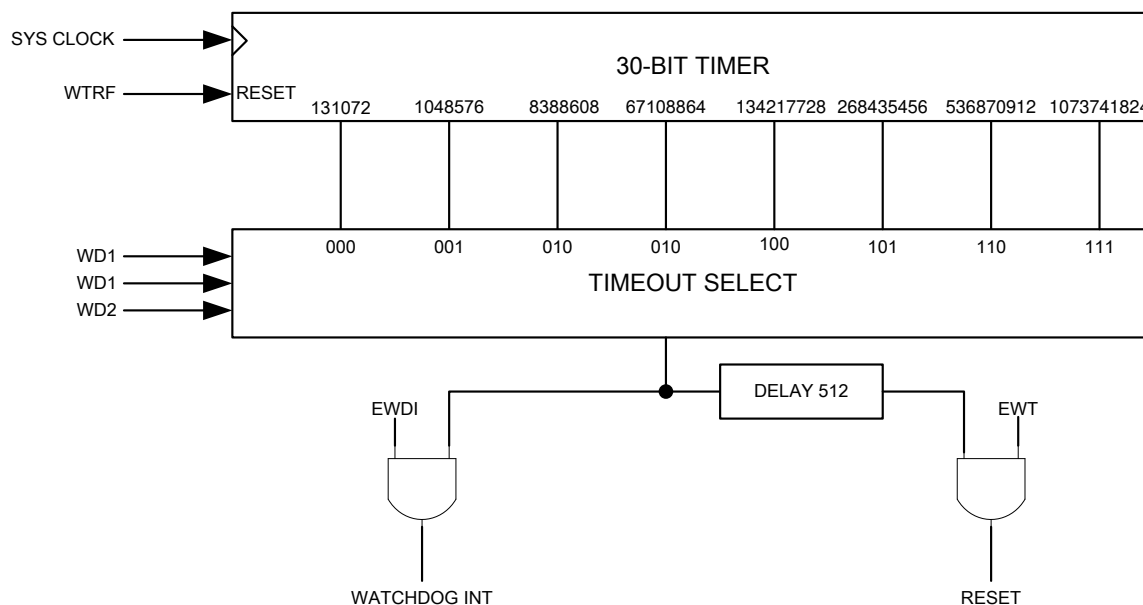 SYS CLOCK
30-BIT TIMER
WTRF
RESET
131072 1048576 8388608 67108864 134217728 268435456 536870912 1073741824
000 001 010 010 100 101 110 111
WD1
WD1
TIMEOUT SELECT
WD2
DELAY 512
EWDI EWT
WATCHDOG INT RESET